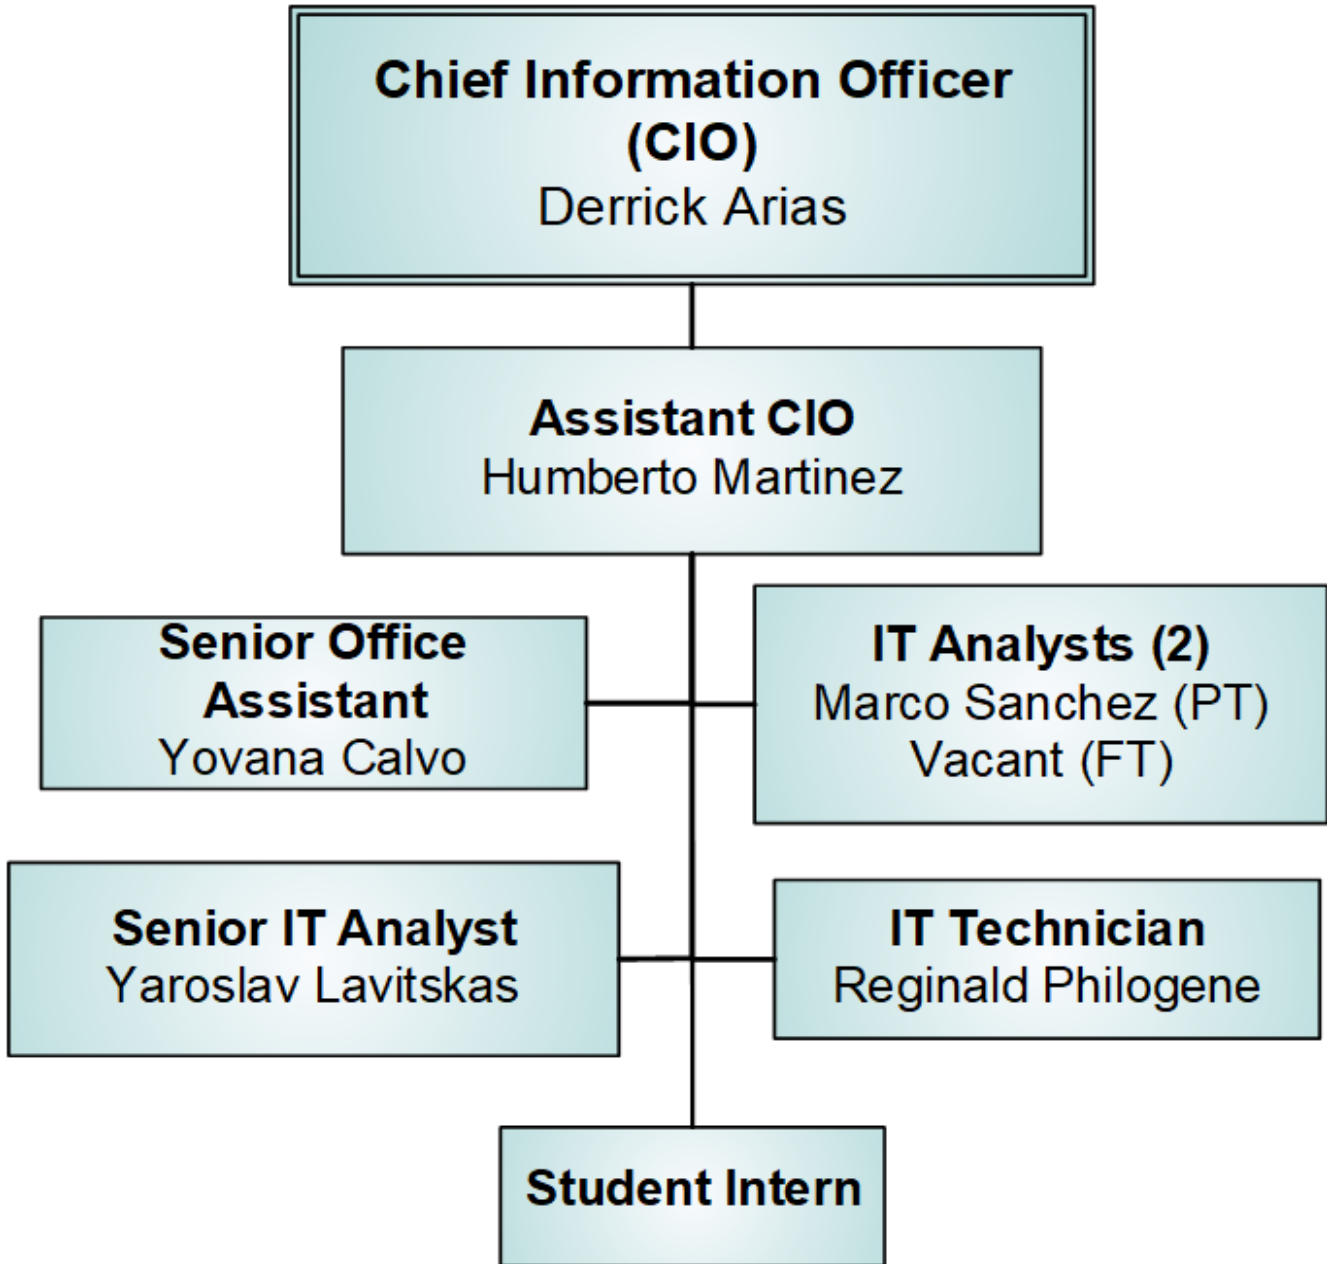 Chief Information Officer
(CIO)
Derrick Arias
Assistant CIO
Humberto Martinez
Senior Office
Assistant
Yovana Calvo
IT Analysts (2)
Marco Sanchez (PT)
Vacant (FT)
Senior IT Analyst
Yaroslav Lavitskas
IT Technician
Reginald Philogene
Student Intern